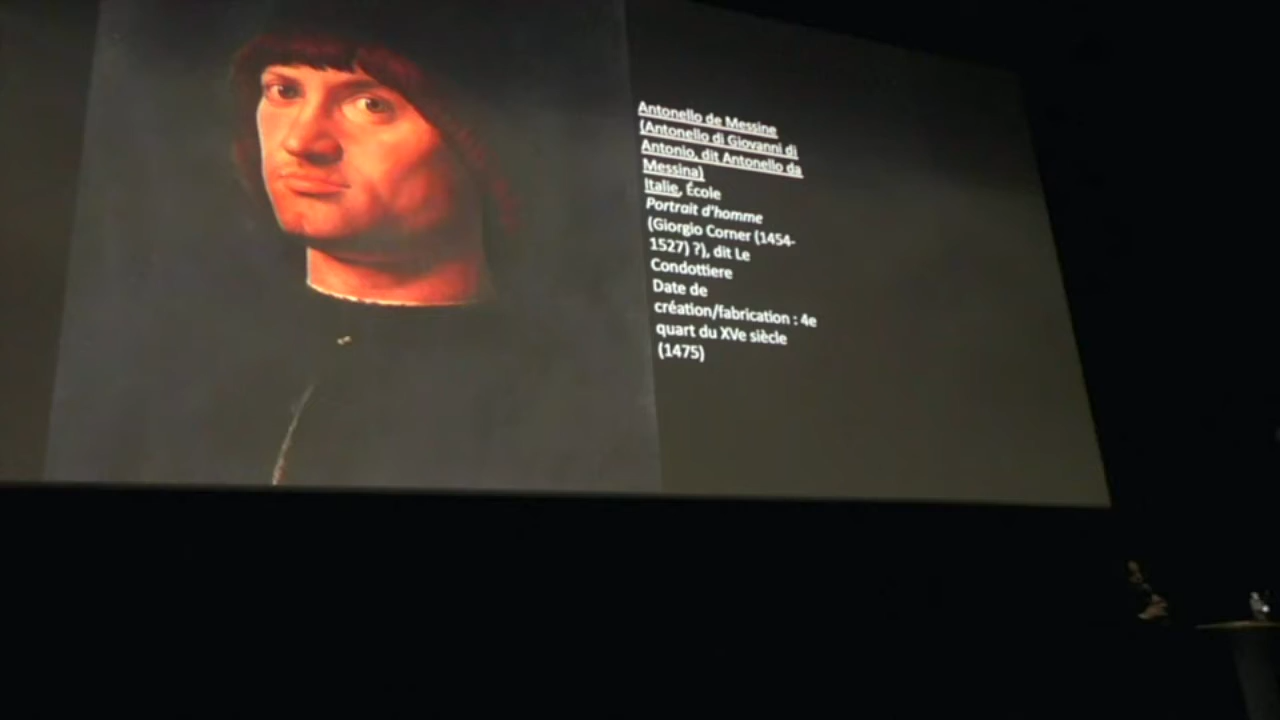 Antonello de Messine
(Antonello di Giovanni di
Antonio, dit Antonello da
Messina)
Italie, École
Portrait d'homme
(Giorgio Corner (1454-
1527) ?), dit Le
Condottiere
Date de
création/fabrication : 4e
quart du XVe siècle
(1475)